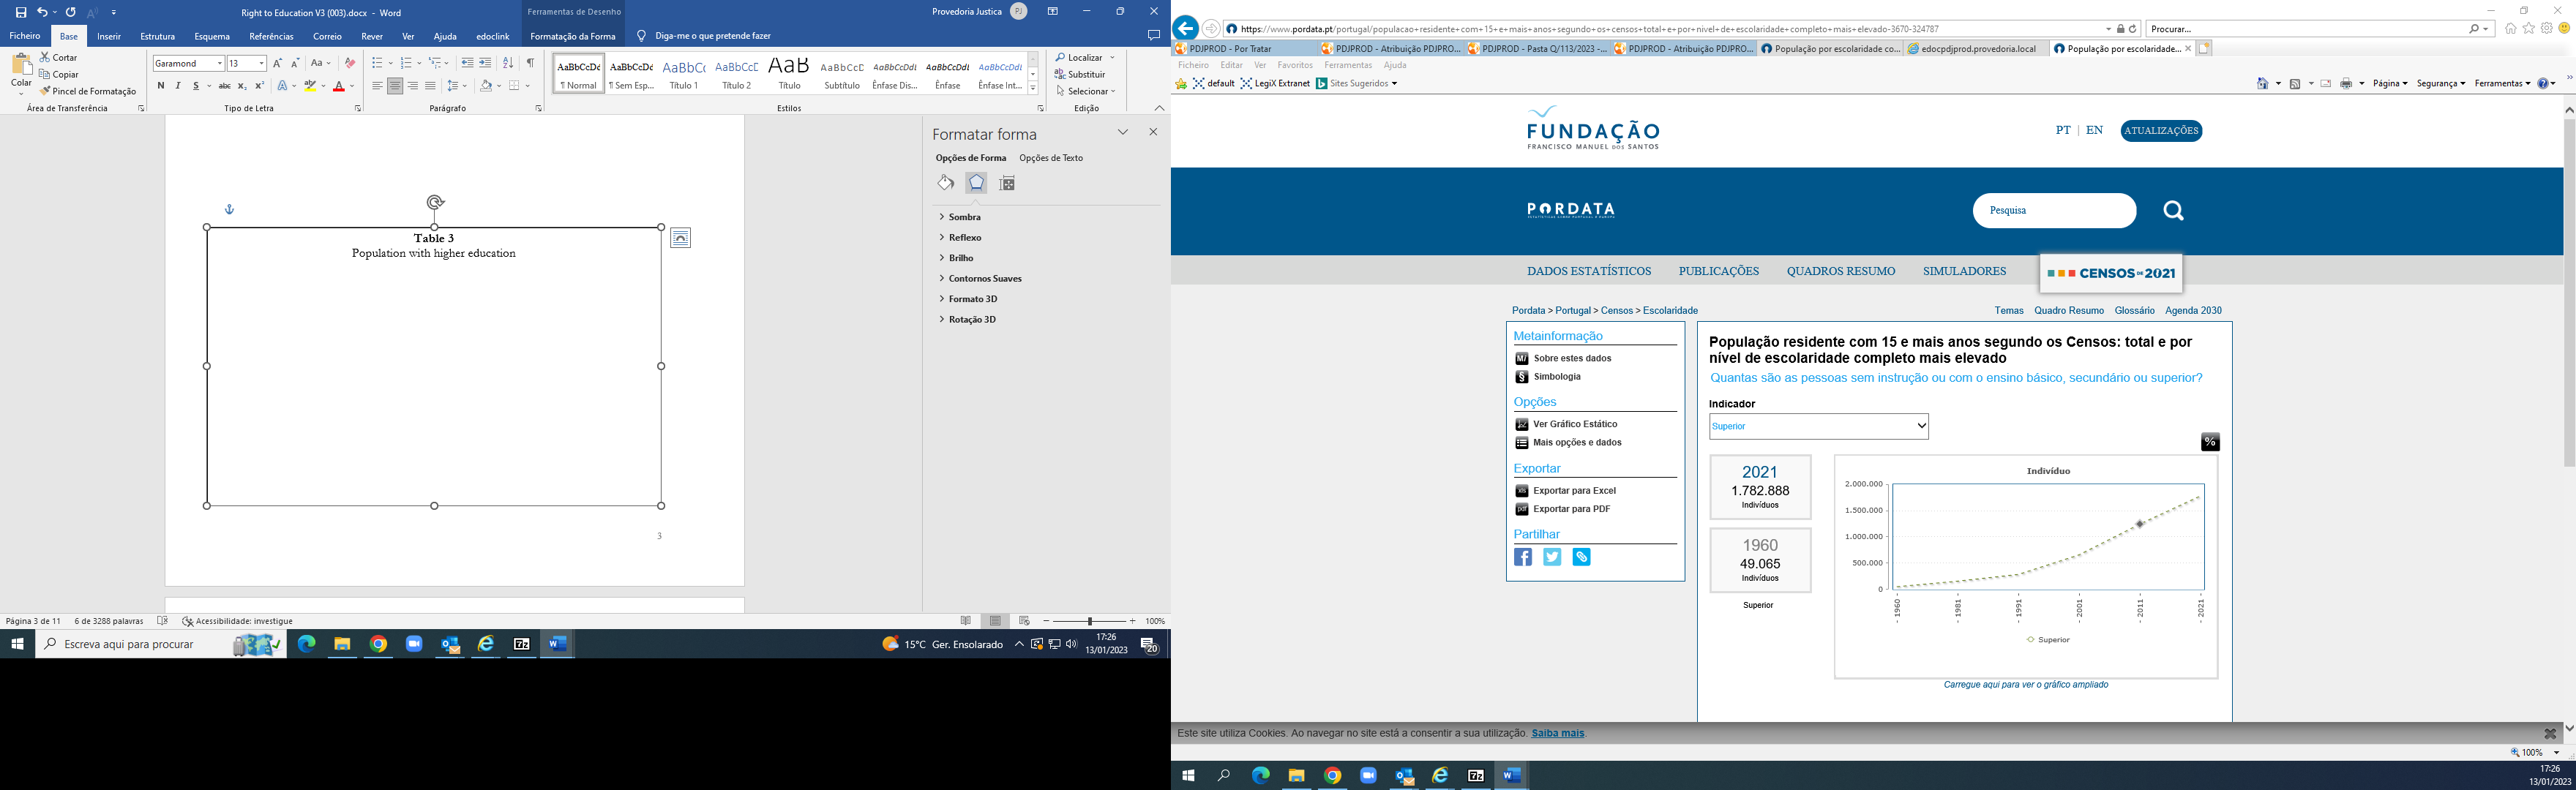 Right to Education V3 (003).docx - Word
Ferramentas de Desenho
Provedoria Justica
PJ
Ficheiro Base Inserir Estrutura Esquema Referências Correio Rever Ver Ajuda edoclink Formatação da Forma Diga-me o que pretende fazer
Colar
Cortar
Copiar
Pincel de Formatação
Área de Transferência
Garamond 13
Tipo de Letra
Parágrafo
AaBbCcDd AaBbCcDd AaBbCc AaBbCcD AaB AaBbCcD AaBbCcDdl AaBbCcDdl AaBbCcDdl
¶ Normal ¶ Sem Esp... Título 1 Título 2 Título Subtítulo Ênfase Dis... Ênfase Ênfase Int...
Estilos
Localizar
Substituir
Selecionar
Edição
Table 3
Population with higher education
3
Formatar forma
Opções de Forma Opções de Texto
Sombra
Reflexo
Brilho
Contornos Suaves
Formato 3D
Rotação 3D
Página 3 de 11 6 de 3288 palavras Acessibilidade: investigue
100%
Escreva aqui para procurar
15°C Ger. Ensolarado
17:26
13/01/2023
20
https://www.pordata.pt/portugal/populacao+residente+com+15+e+mais+anos+segundo+os+censos+total+e+por+nivel+de+escolaridade+completo+mais+elevado-3670-324787
Procurar...
PDJPROD - Por Tratar
PDJPROD - Atribuição PDJPRO...
PDJPROD - Pasta Q/113/2023 -...
PDJPROD - Atribuição PDJPRO...
População por escolaridade co...
edocpdjprod.provedoria.local
População por escolaridade...
Ficheiro Editar Ver Favoritos Ferramentas Ajuda
default LegiX Extranet Sites Sugeridos
Página Segurança Ferramentas
FUNDAÇÃO
FRANCISCO MANUEL DOS SANTOS
PT | EN ATUALIZAÇÕES
PORDATA
Pesquisa
DADOS ESTATÍSTICOS PUBLICAÇÕES QUADROS RESUMO SIMULADORES
CENSOS DE 2021
Pordata > Portugal > Censos > Escolaridade
Temas Quadro Resumo Glossário Agenda 2030
Metainformação
Sobre estes dados
Simbologia
Opções
Ver Gráfico Estático
Mais opções e dados
Exportar
Exportar para Excel
Exportar para PDF
Partilhar
População residente com 15 e mais anos segundo os Censos: total e por
nível de escolaridade completo mais elevado
Quantas são as pessoas sem instrução ou com o ensino básico, secundário ou superior?
Indicador
Superior
%
2021
1.782.888
Indivíduos
1960
49.065
Indivíduos
Superior
Indivíduo
2.000.000
1.500.000
1.000.000
500.000
0
1960
1981
1991
2001
2011
2021
Superior
Carregue aqui para ver o gráfico ampliado
Este site utiliza Cookies. Ao navegar no site está a consentir a sua utilização. Saiba mais.
100%
17:26
13/01/2023